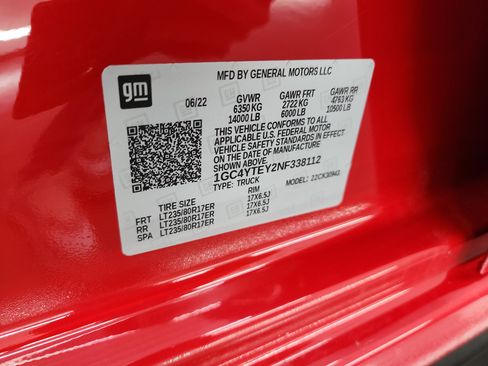 gm
MFD BY GENERAL MOTORS LLC
06/22 GVWR GAWR FRT GAWR RR
6350 KG 2722 KG 4763 KG
14000 LB 6000 LB 10500 LB
THIS VEHICLE CONFORMS TO ALL
APPLICABLE U.S. FEDERAL MOTOR
VEHICLE SAFETY STANDARDS IN EFFECT
ON THE DATE OF MANUFACTURE
SHOWN ABOVE.
1GC4YTEY2NF338112
TYPE: TRUCK MODEL: 22CK30943
TIRE SIZE RIM
FRT LT235/80R17ER 17X6.5J
RR LT235/80R17ER 17X6.5J
SPA LT235/80R17ER 17X6.5J